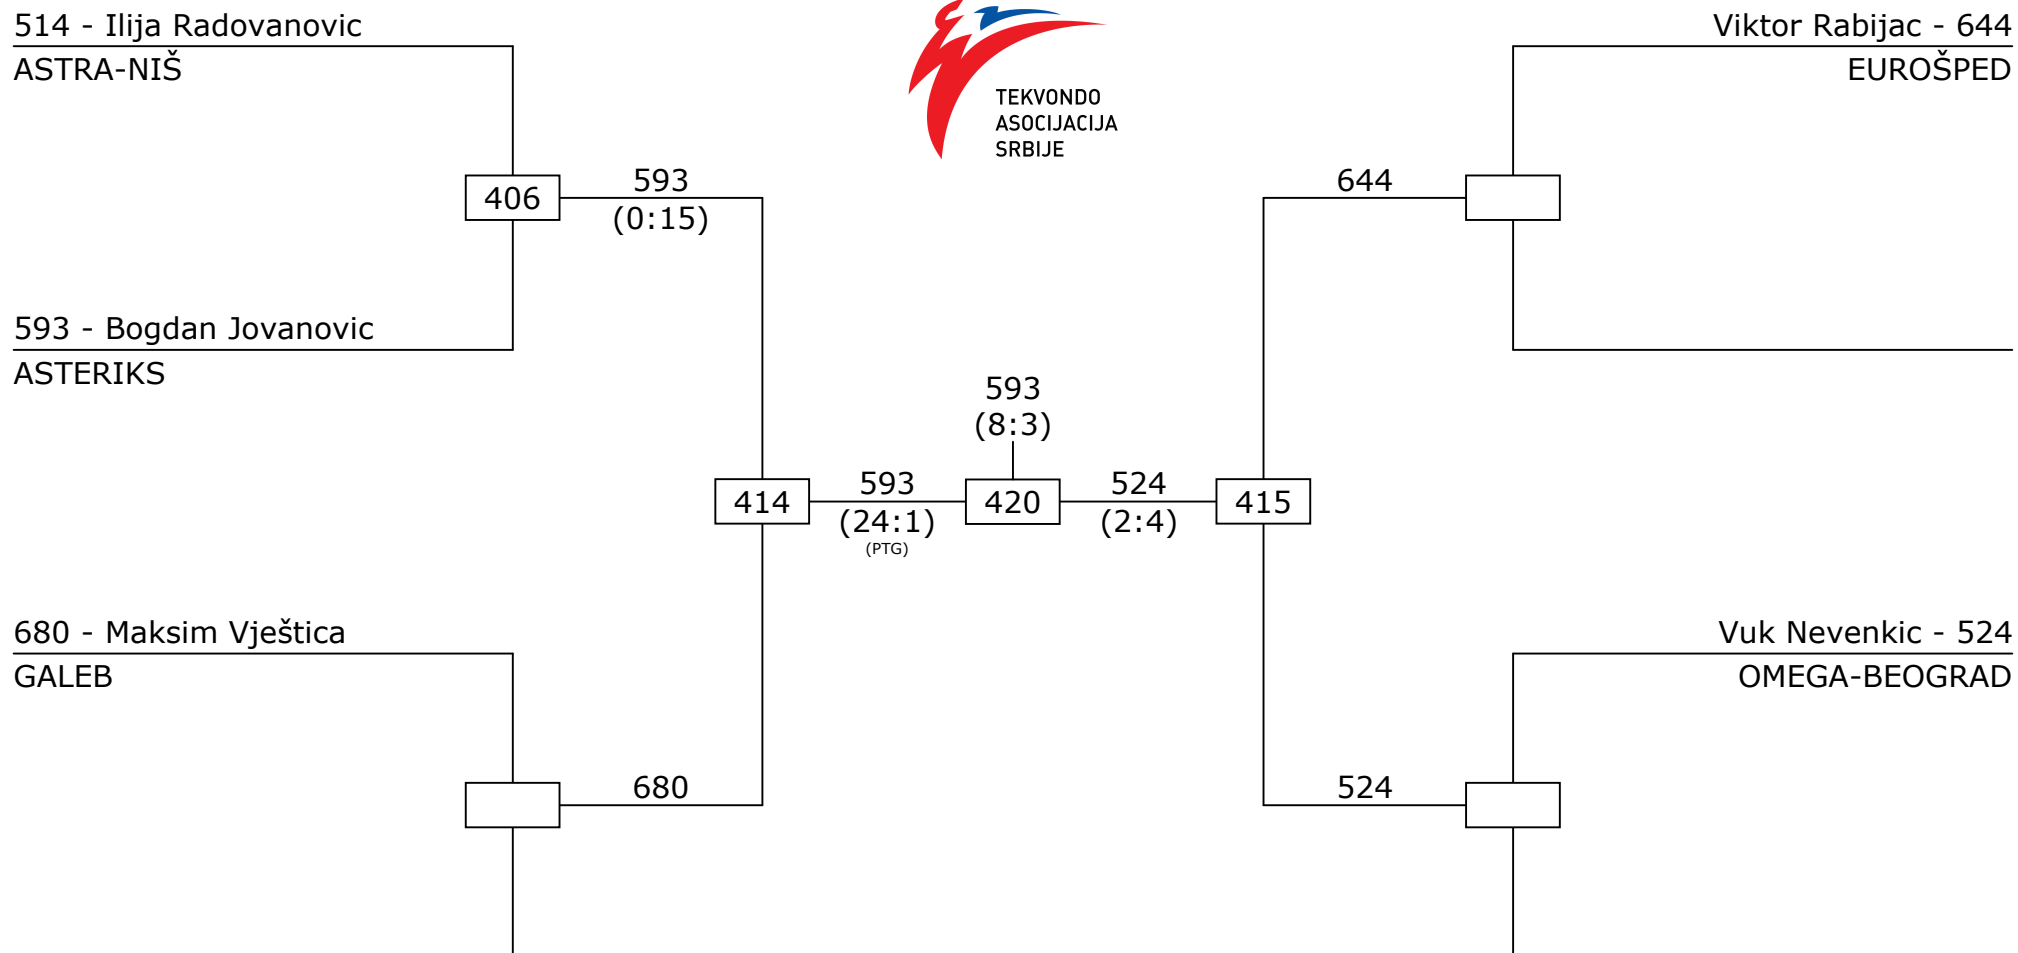 514 - Ilija Radovanovic
ASTRA-NIŠ
TEKVONDO
ASOCIJACIJA
SRBIJE
Viktor Rabijac - 644
EUROŠPED
406
593
(0:15)
644
593 - Bogdan Jovanovic
ASTERIKS
593
(8:3)
414
593
(24:1)
(PTG)
420
524
(2:4)
415
680 - Maksim Vještica
GALEB
Vuk Nevenkic - 524
OMEGA-BEOGRAD
680
524